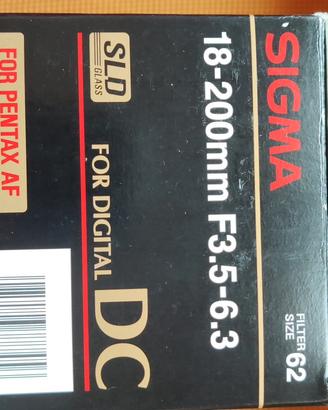 SIGMA
18-200mm F3.5-6.3
FILTER
SIZE 62
SLD
GLASS
FOR DIGITAL DC
FOR PENTAX AF